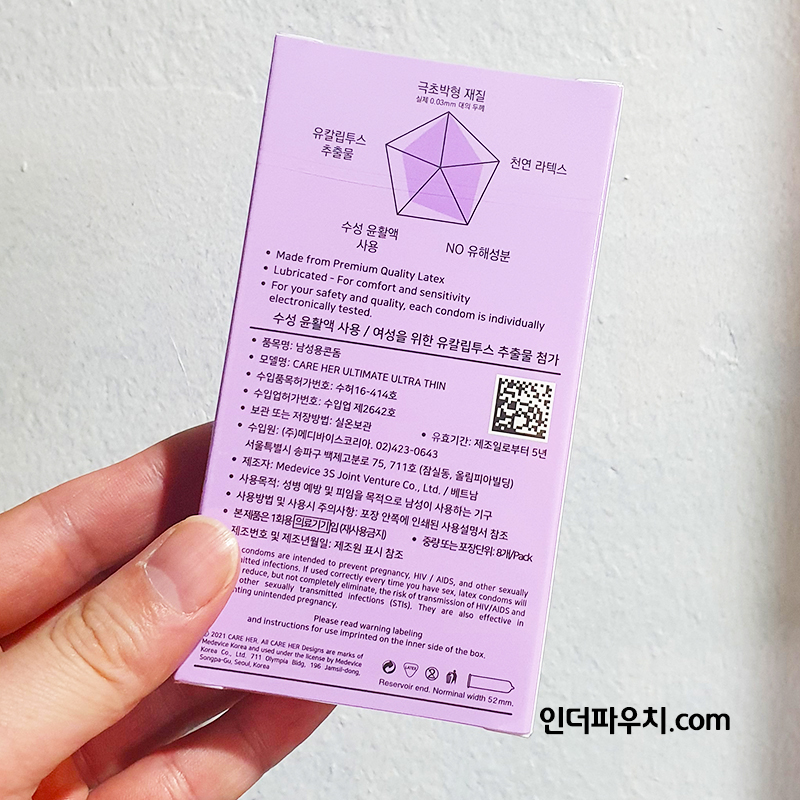 극초박형 재질
실제 0.03mm 대의 두께
유칼립투스
추출물
천연 라텍스
수성 윤활액
사용
NO 유해성분
• Made from Premium Quality Latex
• Lubricated - For comfort and sensitivity
• For your safety and quality, each condom is individually
electronically tested.
수성 윤활액 사용 / 여성을 위한 유칼립투스 추출물 첨가
• 품목명: 남성용콘돔
• 모델명: CARE HER ULTIMATE ULTRA THIN
• 수입품목허가번호: 수허16-414호
• 수입업허가번호: 수입업 제2642호
• 보관 또는 저장방법: 실온보관
• 유효기간: 제조일로부터 5년
• 수입원: (주)메디바이스코리아. 02)423-0643
서울특별시 송파구 백제고분로 75, 711호 (잠실동, 올림피아빌딩)
• 제조자: Medevice 3S Joint Venture Co., Ltd. / 베트남
• 사용목적: 성병 예방 및 피임을 목적으로 남성이 사용하는 기구
• 사용방법 및 사용시 주의사항: 포장 안쪽에 인쇄된 사용설명서 참조
• 본 제품은 1회용 의료기기 임 (재사용금지)
• 중량 또는 포장단위: 8개/Pack
제조번호 및 제조년월일: 제조원 표시 참조
condoms are intended to prevent pregnancy, HIV / AIDS, and other sexually
infections. If used correctly every time you have sex, latex condoms will
reduce, but not completely eliminate, the risk of transmission of HIV/AIDS and
other sexually transmitted infections (STIs). They are also effective in
unintended pregnancy.
Please read warning labeling
and instructions for use imprinted on the inner side of the box.
© 2021 CARE HER. All CARE HER Designs are marks of
Medevice Korea and used under the license by Medevice
Korea Co., Ltd. 711 Olympia Bldg, 196 Jamsil-dong,
Songpa-Gu, Seoul, Korea
LATEX
Reservoir end. Norminal width 52mm.
인더파우치.com